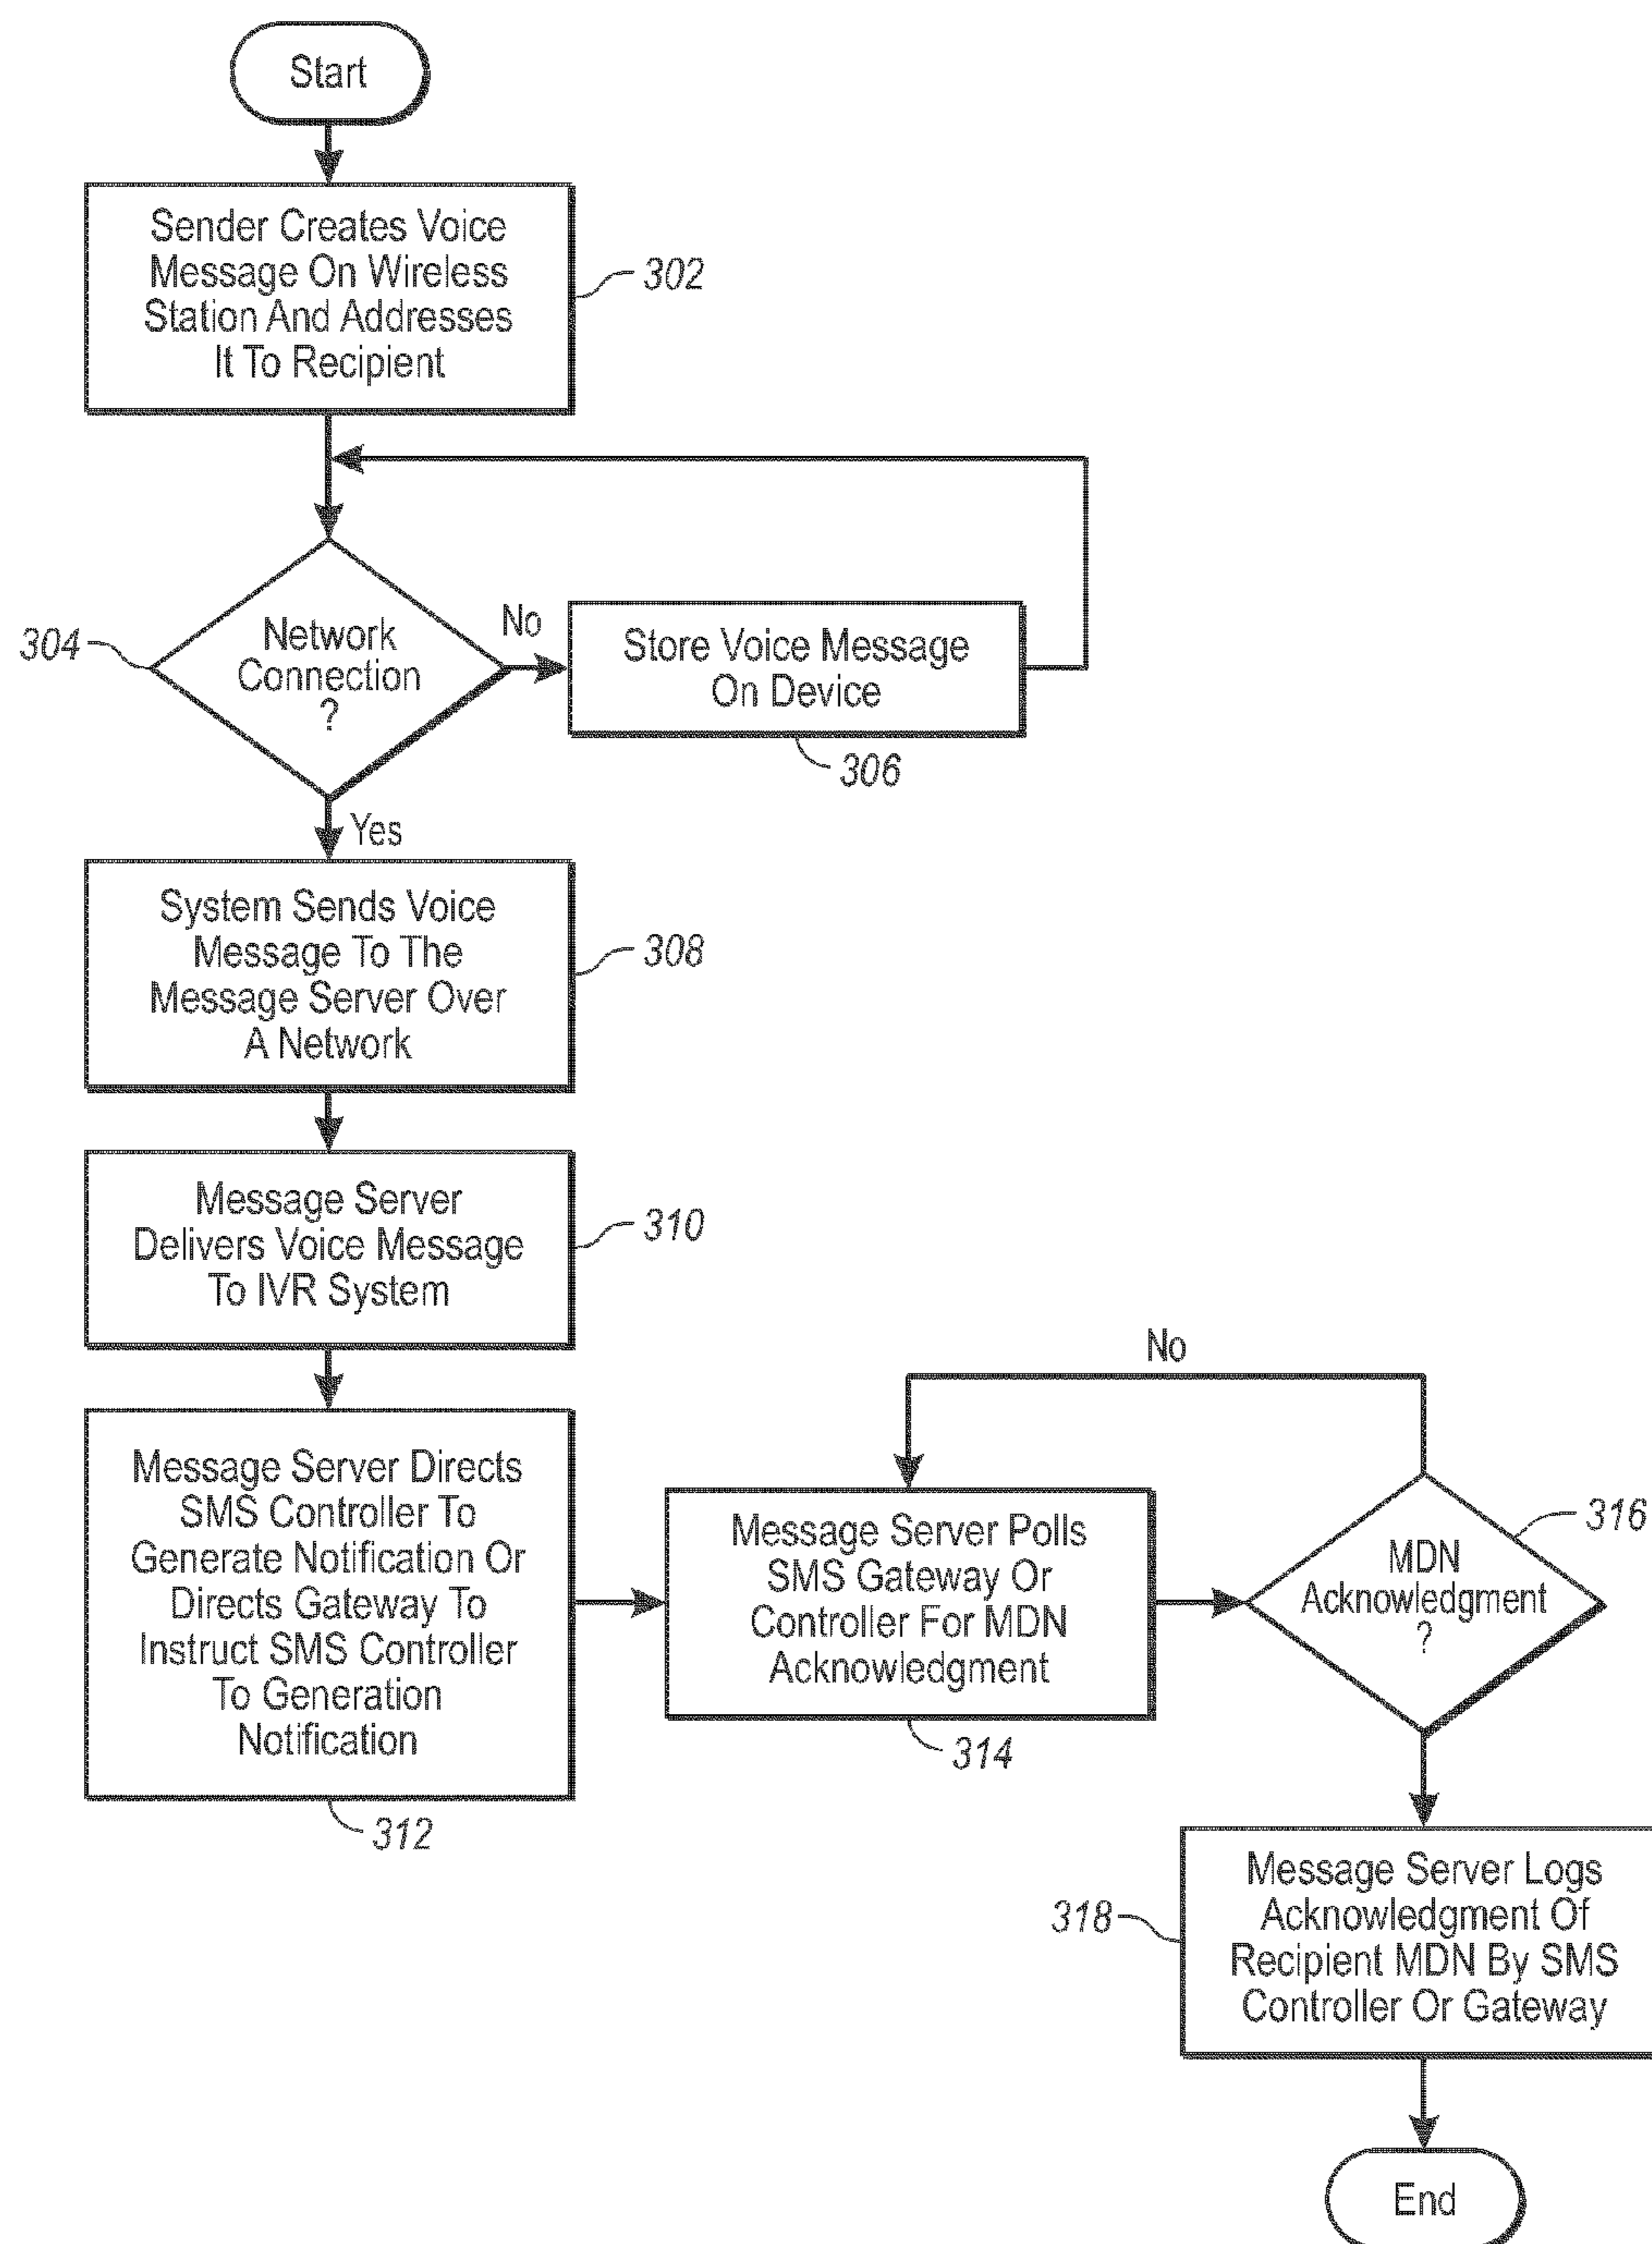 Start
Sender Creates Voice
Message On Wireless
Station And Addresses
It To Recipient
302
304
Network
Connection
?
No
Store Voice Message
On Device
306
Yes
System Sends Voice
Message To The
Message Server Over
A Network
308
Message Server
Delivers Voice Message
To IVR System
310
Message Server Directs
SMS Controller To
Generate Notification Or
Directs Gateway To
Instruct SMS Controller
To Generation
Notification
312
Message Server Polls
SMS Gateway Or
Controller For MDN
Acknowledgment
314
No
MDN
Acknowledgment
?
316
Message Server Logs
Acknowledgment Of
Recipient MDN By SMS
Controller Or Gateway
318
End